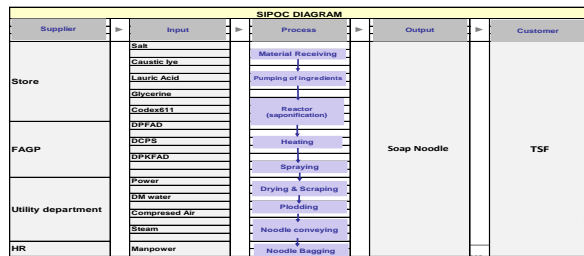 SIPOC DIAGRAM
Supplier
Input
Process
Output
Customer
Store
FAGP
Utility department
HR
Salt
Caustic lye
Lauric Acid
Glycerine
Codex611
DPFAD
DCPS
DPKFAD
Power
DM water
Compresed Air
Steam
Manpower
Material Receiving
Pumping of ingredients
Reactor
(saponification)
Heating
Spraying
Drying & Scraping
Plodding
Noodle conveying
Noodle Bagging
Soap Noodle
TSF